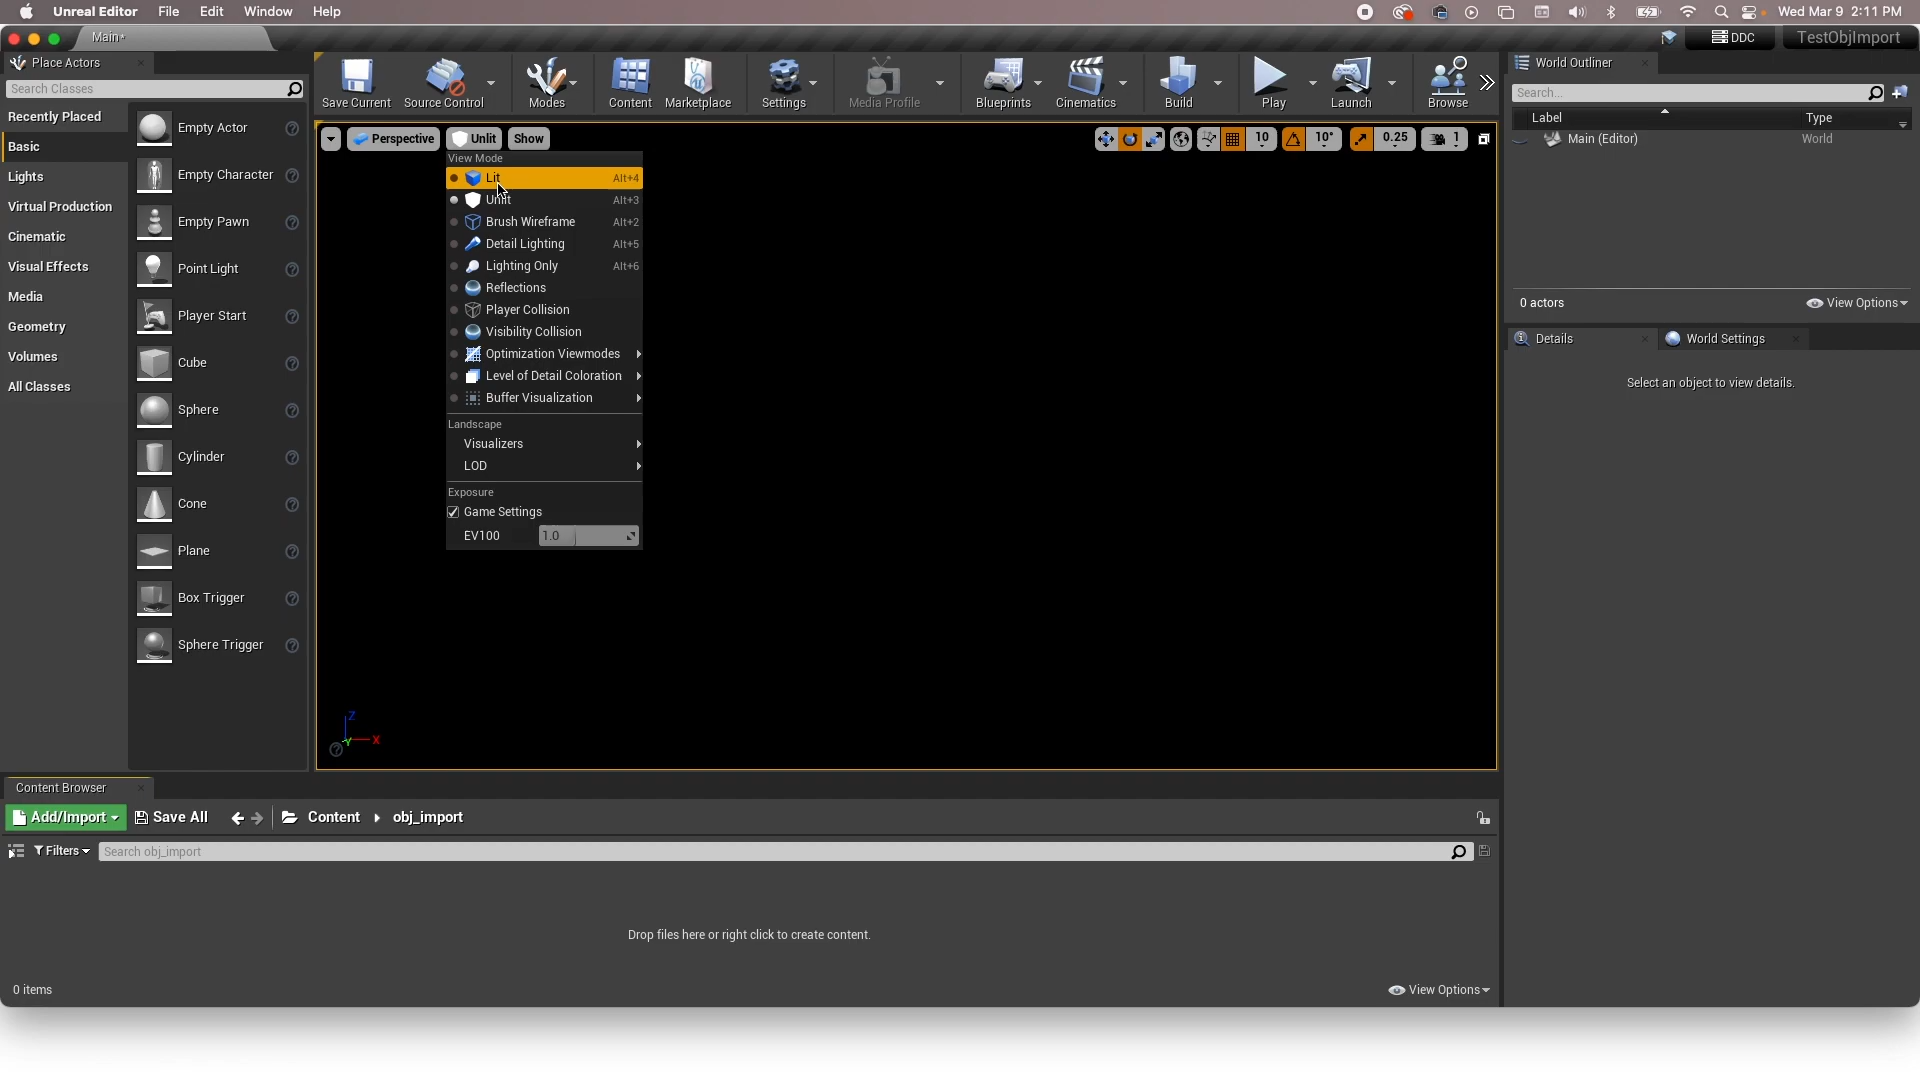 Unreal Editor File Edit Window Help Wed Mar 9 2:11 PM
Main* DDC TestObjImport
Place Actors
Search Classes
Recently Placed
Basic
Lights
Virtual Production
Cinematic
Visual Effects
Media
Geometry
Volumes
All Classes
Empty Actor
Empty Character
Empty Pawn
Point Light
Player Start
Cube
Sphere
Cylinder
Cone
Plane
Box Trigger
Sphere Trigger
Save Current Source Control Modes Content Marketplace Settings Media Profile Blueprints Cinematics Build Play Launch Browse
Perspective Unlit Show 10 10° 0.25 1
View Mode
Lit Alt+4
Unlit Alt+3
Brush Wireframe Alt+2
Detail Lighting Alt+5
Lighting Only Alt+6
Reflections
Player Collision
Visibility Collision
Optimization Viewmodes
Level of Detail Coloration
Buffer Visualization
Landscape
Visualizers
LOD
Exposure
Game Settings
EV100 1.0
Z
Y X
World Outliner
Search...
Label Type
Main (Editor) World
0 actors View Options
Details World Settings
Select an object to view details.
Content Browser
Add/Import Save All Content obj_import
Filters Search obj_import
Drop files here or right click to create content.
0 items View Options